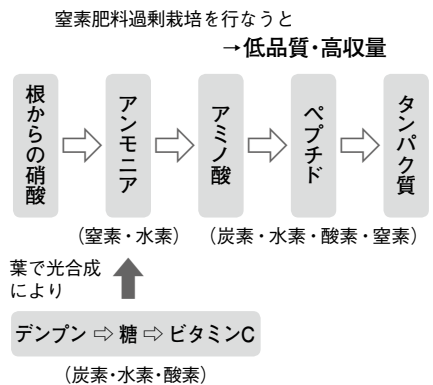 窒素肥料過剰栽培を行なうと
→低品質・高収量
根からの硝酸
アンモニア
アミノ酸
ペプチド
タンパク質
（窒素・水素）
（炭素・水素・酸素・窒素）
葉で光合成
により
デンプン⇨糖⇨ビタミンC
（炭素・水素・酸素）